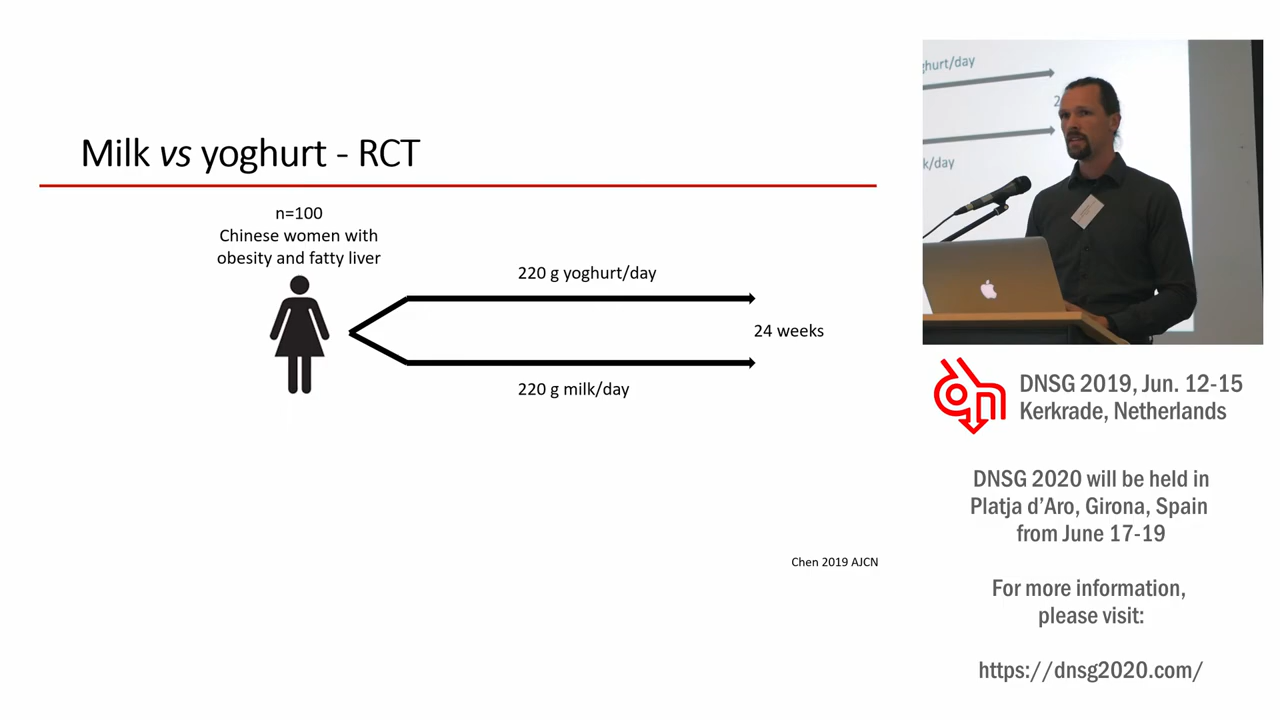 Milk vs yoghurt - RCT
n=100
Chinese women with
obesity and fatty liver
220 g yoghurt/day
24 weeks
220 g milk/day
Chen 2019 AJCN
ghurt/day
2
k/day
DNSG 2019, Jun. 12-15
Kerkrade, Netherlands
DNSG 2020 will be held in
Platja d’Aro, Girona, Spain
from June 17-19
For more information,
please visit:
https://dnsg2020.com/